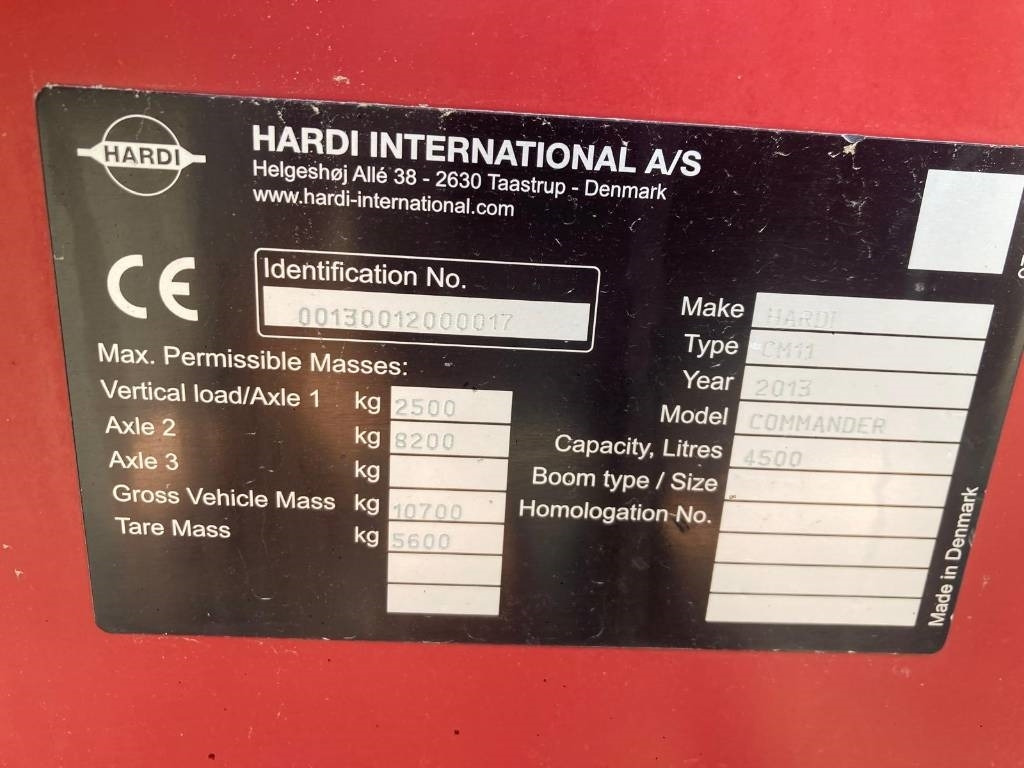 HARDI
HARDI INTERNATIONAL A/S
Helgeshøj Allé 38 - 2630 Taastrup - Denmark
www.hardi-international.com
CE
Identification No.
00130012000017
Max. Permissible Masses:
Vertical load/Axle 1 kg 2500
Axle 2 kg 8200
Axle 3 kg
Gross Vehicle Mass kg 10700
Tare Mass kg 5600
Make HARDI
Type CM11
Year 2013
Model COMMANDER
Capacity, Litres 4500
Boom type / Size
Homologation No.
Made in Denmark